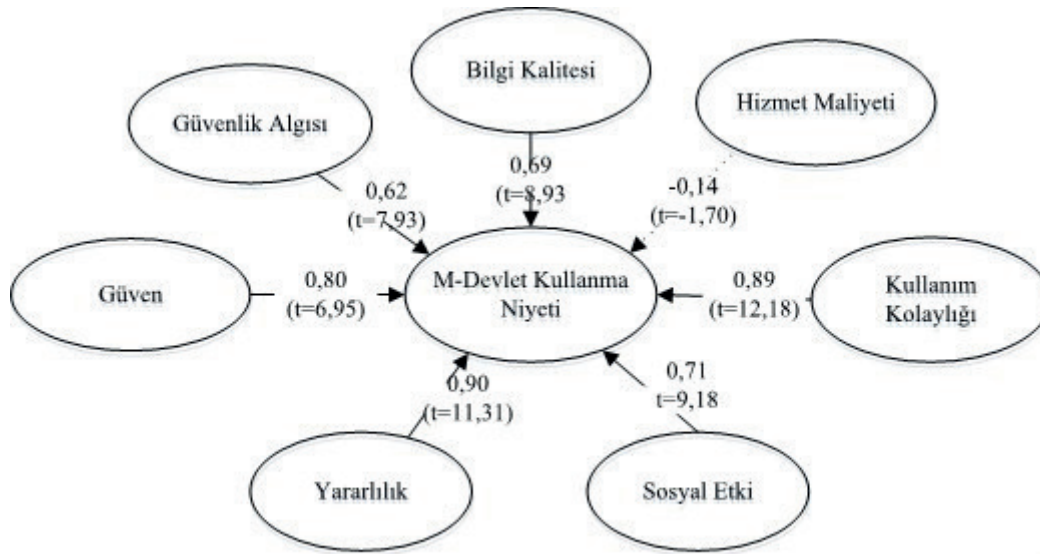 Bilgi Kalitesi
Hizmet Maliyeti
Güvenlik Algısı
0,69
(t=8,93
-0,14
(t=-1,70)
0,62
(t=7,93)
Güven
0,80
(t=6,95)
M-Devlet Kullanma
Niyeti
0,89
(t=12,18)
Kullanım
Kolaylığı
0,90
(t=11,31)
0,71
t=9,18
Yararlılık
Sosyal Etki